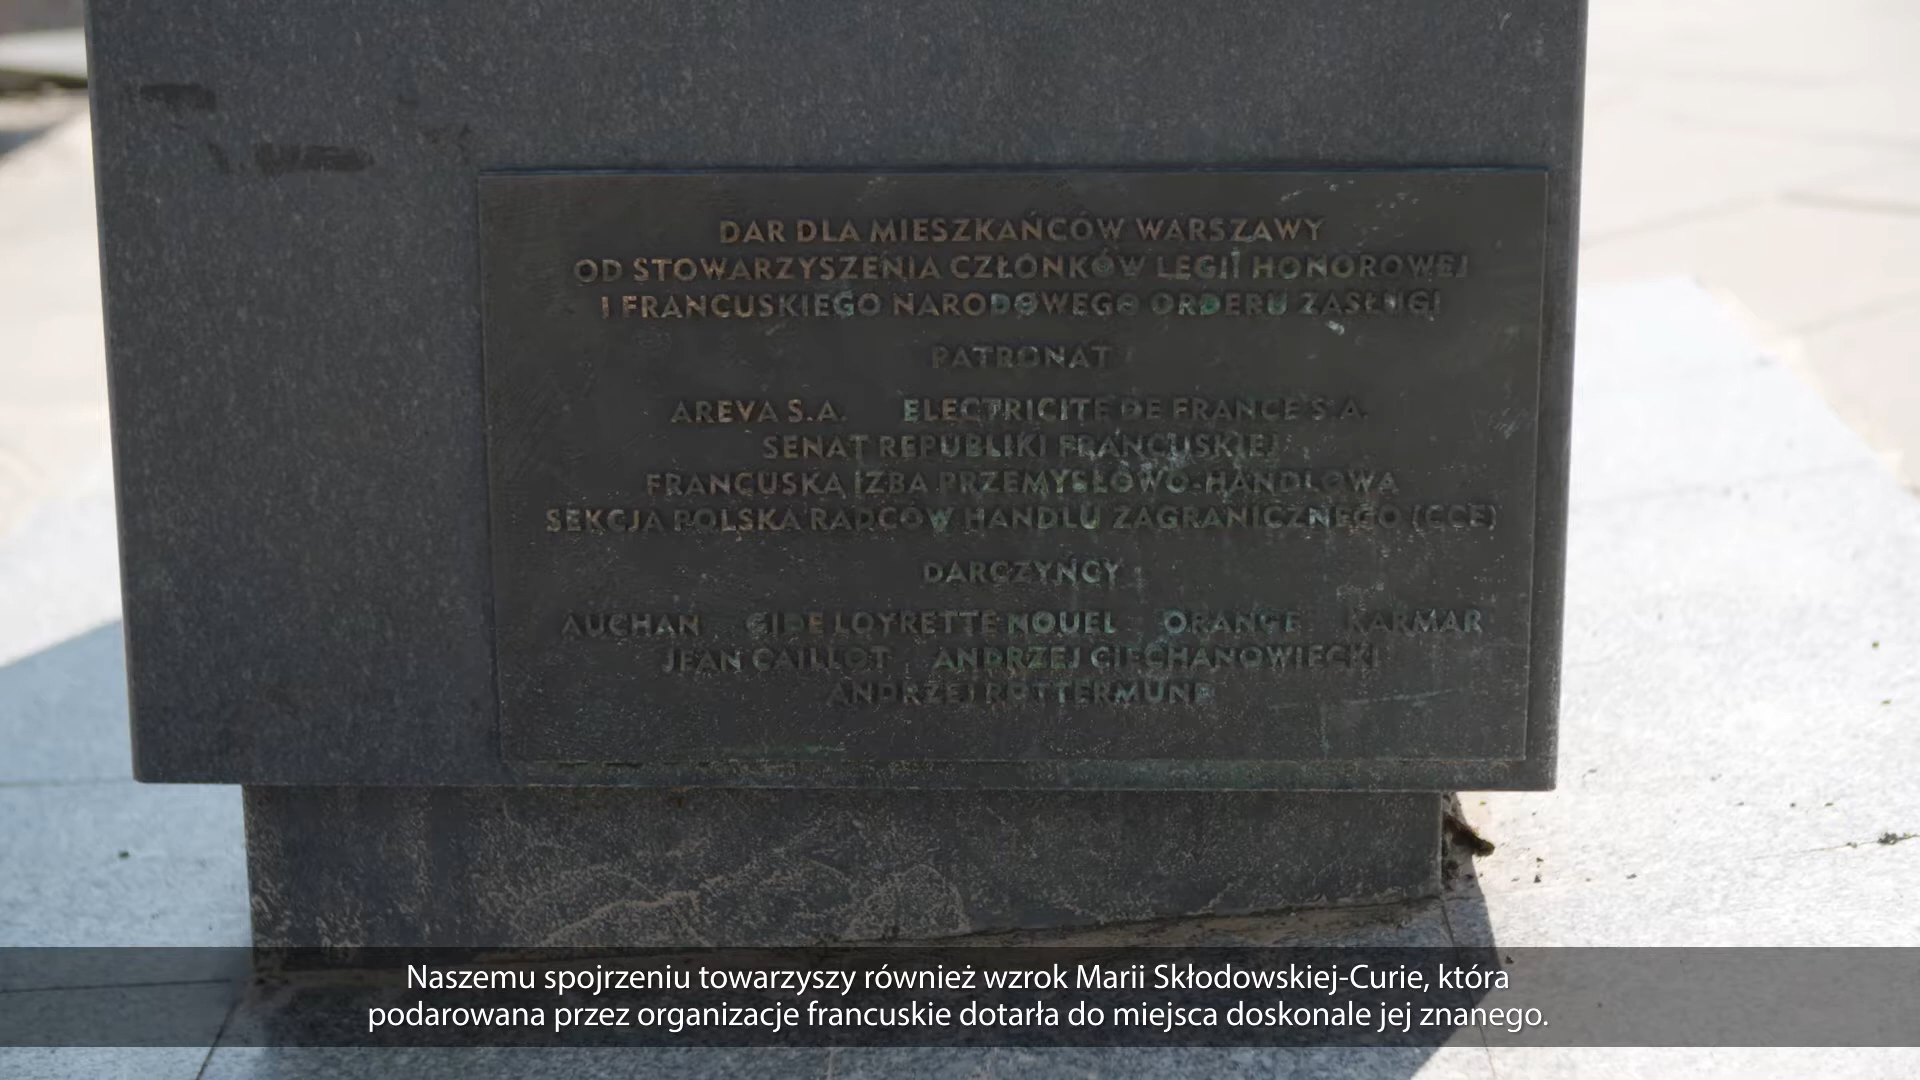 DAR DLA MIESZKAŃCÓW WARSZAWY
OD STOWARZYSZENIA CZŁONKÓW LEGII HONOROWEJ
I FRANCUSKIEGO NARODOWEGO ORDERU ZASŁUGI
PATRONAT
AREVA S.A. ELECTRICITE DE FRANCE S.A.
SENAT REPUBLIKI FRANCUSKIEJ
FRANCUSKA IZBA PRZEMYSŁOWO-HANDLOWA
SEKCJA POLSKA RADCÓW HANDLU ZAGRANICZNEGO (CCE)
DARCZYŃCY
AUCHAN GIDE LOYRETTE NOUEL ORANGE KARMAR
JEAN CAILLOT ANDRZEJ CIECHANOWIECKI
ANDRZEJ ROTTERMUND
Naszemu spojrzeniu towarzyszy również wzrok Marii Skłodowskiej-Curie, która
podarowana przez organizacje francuskie dotarła do miejsca doskonale jej znanego.